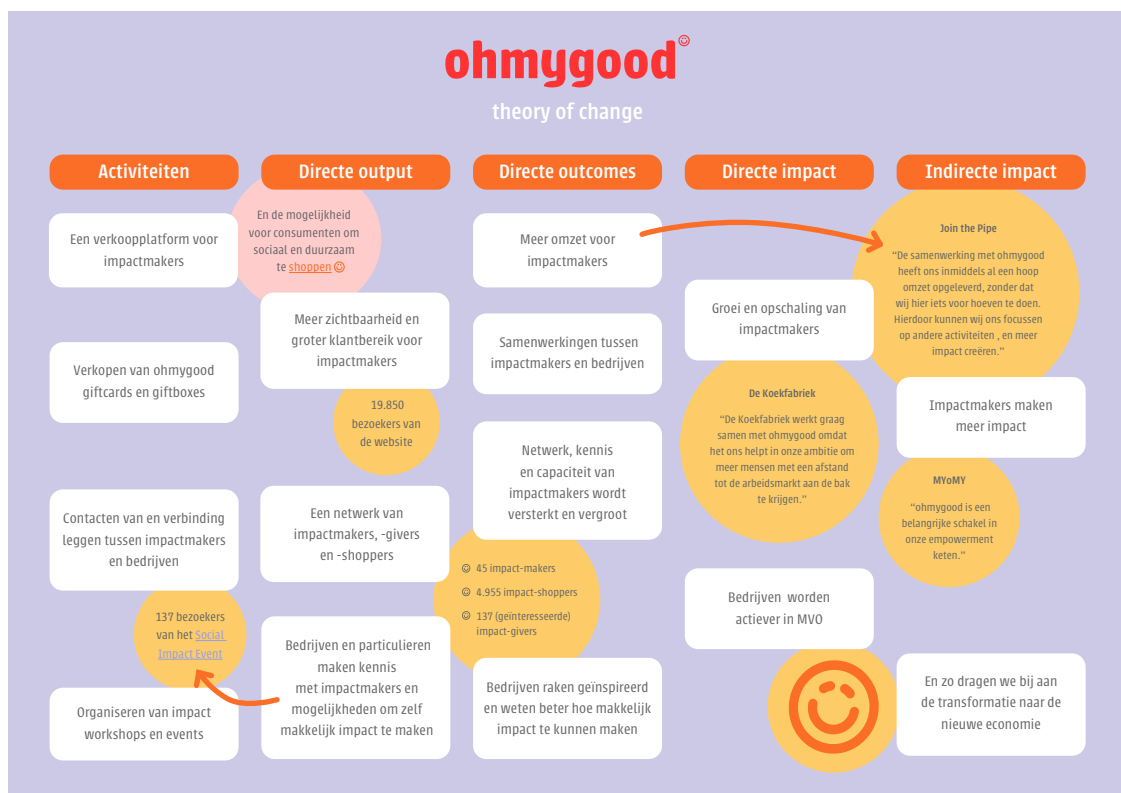 ohmygood
theory of change
Activiteiten
Een verkoopplatform voor
impactmakers
Verkopen van ohmygood
giftcards en giftboxes
Contacten van en verbinding
leggen tussen impactmakers
en bedrijven
137 bezoekers
van het Social
Impact Event
Organiseren van impact
workshops en events
Directe output
En de mogelijkheid
voor consumenten om
sociaal en duurzaam
te shoppen
Meer zichtbaarheid en
groter klantbereik voor
impactmakers
19.850
bezoekers van
de website
Een netwerk van
impactmakers, -givers
en -shoppers
Bedrijven en particulieren
maken kennis
met impactmakers en
mogelijkheden om zelf
makkelijk impact te maken
Directe outcomes
Meer omzet voor
impactmakers
Samenwerkingen tussen
impactmakers en bedrijven
Netwerk, kennis
en capaciteit van
impactmakers wordt
versterkt en vergroot
45 impact-makers
4.955 impact-shoppers
137 (geïnteresseerde)
impact-givers
Bedrijven raken geïnspireerd
en weten beter hoe makkelijk
impact te kunnen maken
Directe impact
Groei en opschaling van
impactmakers
De Koekfabriek
“De Koekfabriek werkt graag
samen met ohmygood omdat
het ons helpt in onze ambitie om
meer mensen met een afstand
tot de arbeidsmarkt aan de bak
te krijgen.”
Bedrijven worden
actiever in MVO
Indirecte impact
Join the Pipe
“De samenwerking met ohmygood
heeft ons inmiddels al een hoop
omzet opgeleverd, zonder dat
wij hier iets voor hoeven te doen.
Hierdoor kunnen wij ons focussen
op andere activiteiten , en meer
impact creëren.”
Impactmakers maken
meer impact
MYoMY
“ohmygood is een
belangrijke schakel in
onze empowerment
keten.”
En zo dragen we bij aan
de transformatie naar de
nieuwe economie